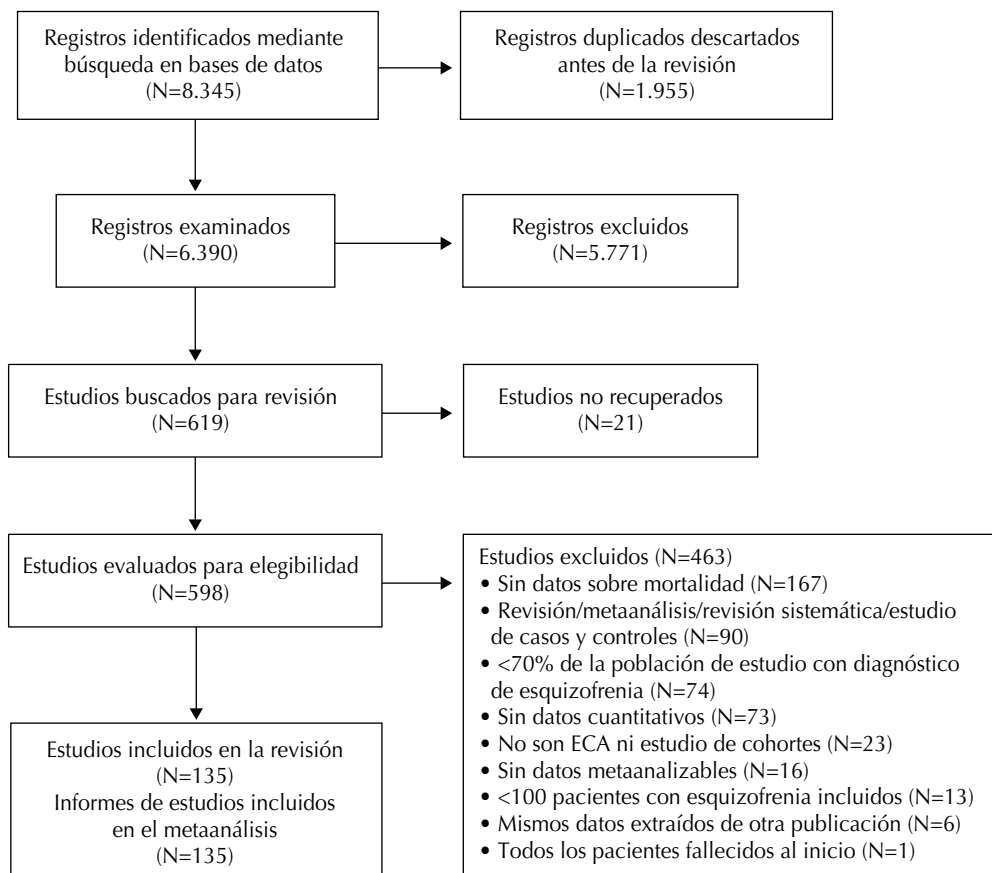 Registros identificados mediante
búsqueda en bases de datos
(N=8.345)
Registros duplicados descartados
antes de la revisión
(N=1.955)
Registros examinados
(N=6.390)
Registros excluidos
(N=5.771)
Estudios buscados para revisión
(N=619)
Estudios no recuperados
(N=21)
Estudios evaluados para elegibilidad
(N=598)
Estudios excluidos (N=463)
• Sin datos sobre mortalidad (N=167)
• Revisión/metaanálisis/revisión sistemática/estudio
de casos y controles (N=90)
• <70% de la población de estudio con diagnóstico
de esquizofrenia (N=74)
• Sin datos cuantitativos (N=73)
• No son ECA ni estudio de cohortes (N=23)
• Sin datos metaanalizables (N=16)
• <100 pacientes con esquizofrenia incluidos (N=13)
• Mismos datos extraídos de otra publicación (N=6)
• Todos los pacientes fallecidos al inicio (N=1)
Estudios incluidos en la revisión
(N=135)
Informes de estudios incluidos
en el metaanálisis
(N=135)